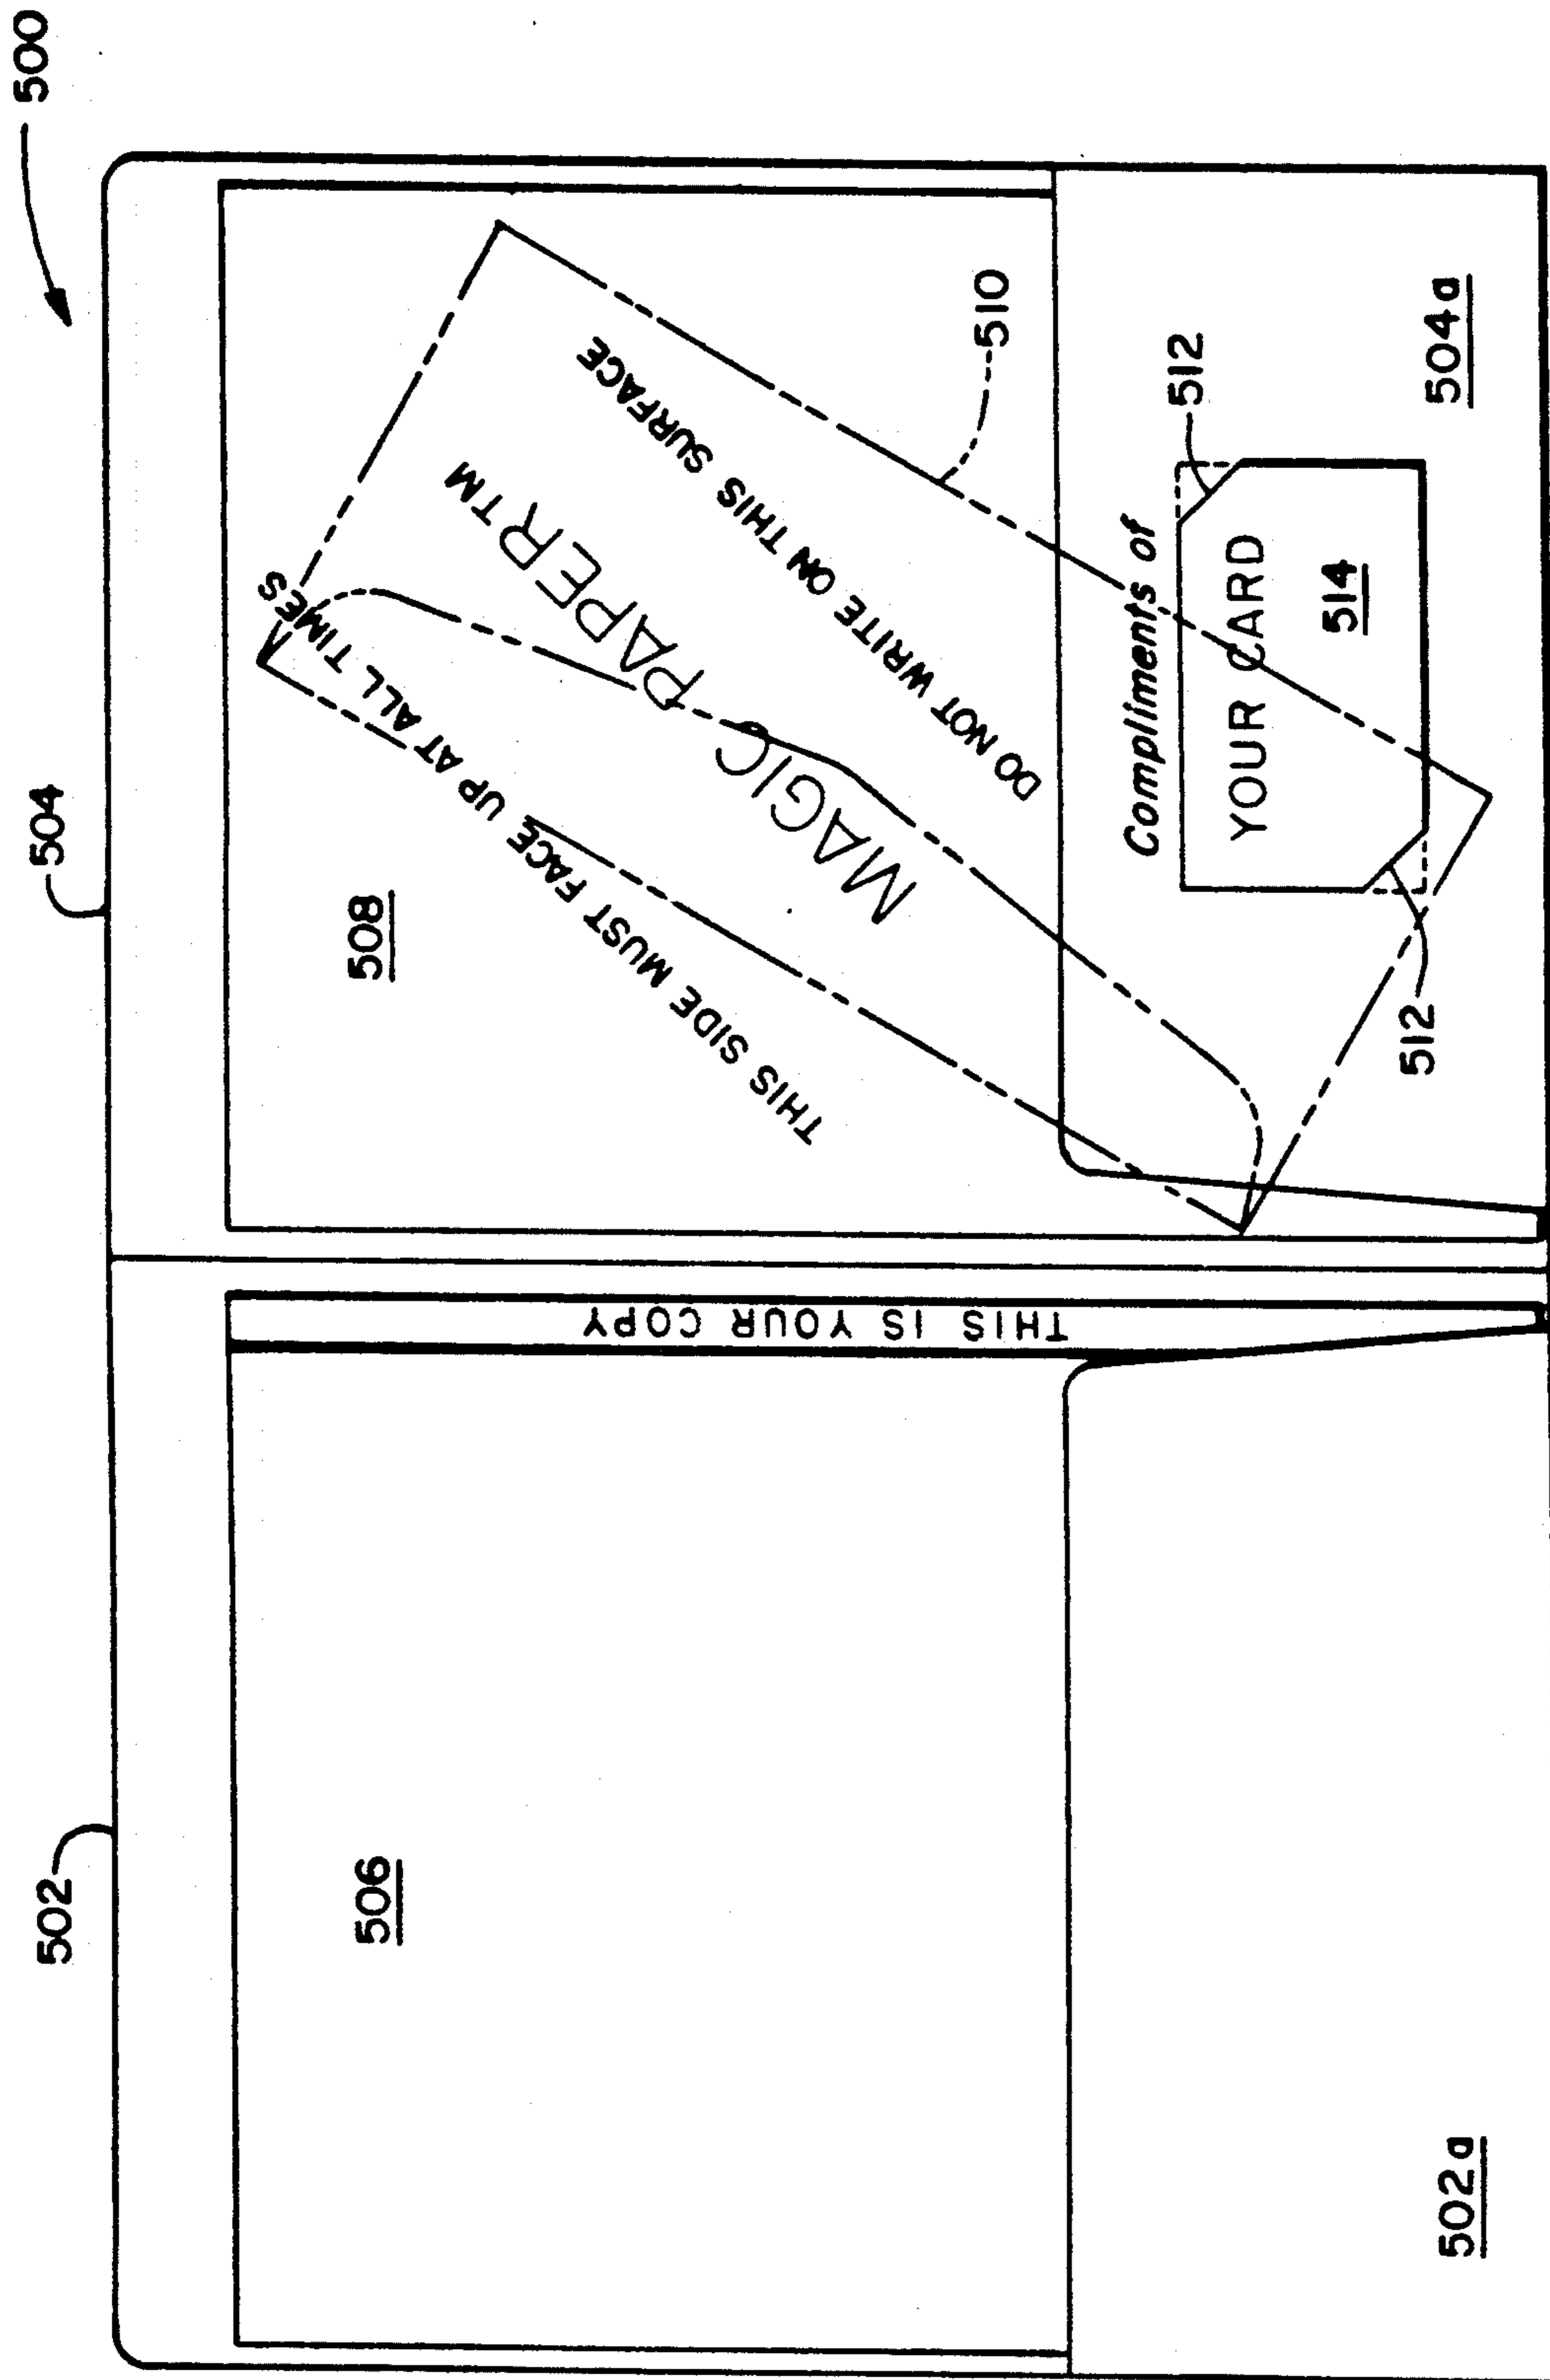 500
502
504
506
508
THIS IS YOUR COPY
THIS SIDE MUST FACE UP AT ALL TIMES
MAGIC PAPER TM
DO NOT WRITE ON THIS SURFACE
510
Compliments of
512
YOUR CARD
514
512
502a
504a